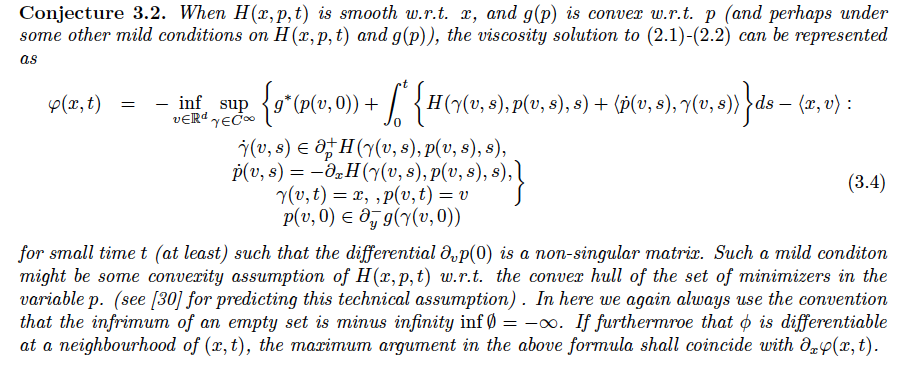 Conjecture 3.2. When H(x, p, t) is smooth w.r.t. x, and g(p) is convex w.r.t. p (and perhaps under
some other mild conditions on H(x, p, t) and g(p)), the viscosity solution to (2.1)-(2.2) can be represented
as
φ(x, t) = − inf_{v∈ℝ^d} sup_{γ∈C^∞} { g*(p(v, 0)) + ∫_0^t { H(γ(v, s), p(v, s), s) + ⟨ṗ(v, s), γ(v, s)⟩ } ds − ⟨x, v⟩ :
γ̇(v, s) ∈ ∂_p^+ H(γ(v, s), p(v, s), s),
ṗ(v, s) = −∂_x H(γ(v, s), p(v, s), s), }
γ(v, t) = x, , p(v, t) = v
p(v, 0) ∈ ∂_y^- g(γ(v, 0))
(3.4)
for small time t (at least) such that the differential ∂_v p(0) is a non-singular matrix. Such a mild conditon
might be some convexity assumption of H(x, p, t) w.r.t. the convex hull of the set of minimizers in the
variable p. (see [30] for predicting this technical assumption) . In here we again always use the convention
that the infrimum of an empty set is minus infinity inf ∅ = −∞. If furthermroe that ϕ is differentiable
at a neighbourhood of (x, t), the maximum argument in the above formula shall coincide with ∂_x φ(x, t).